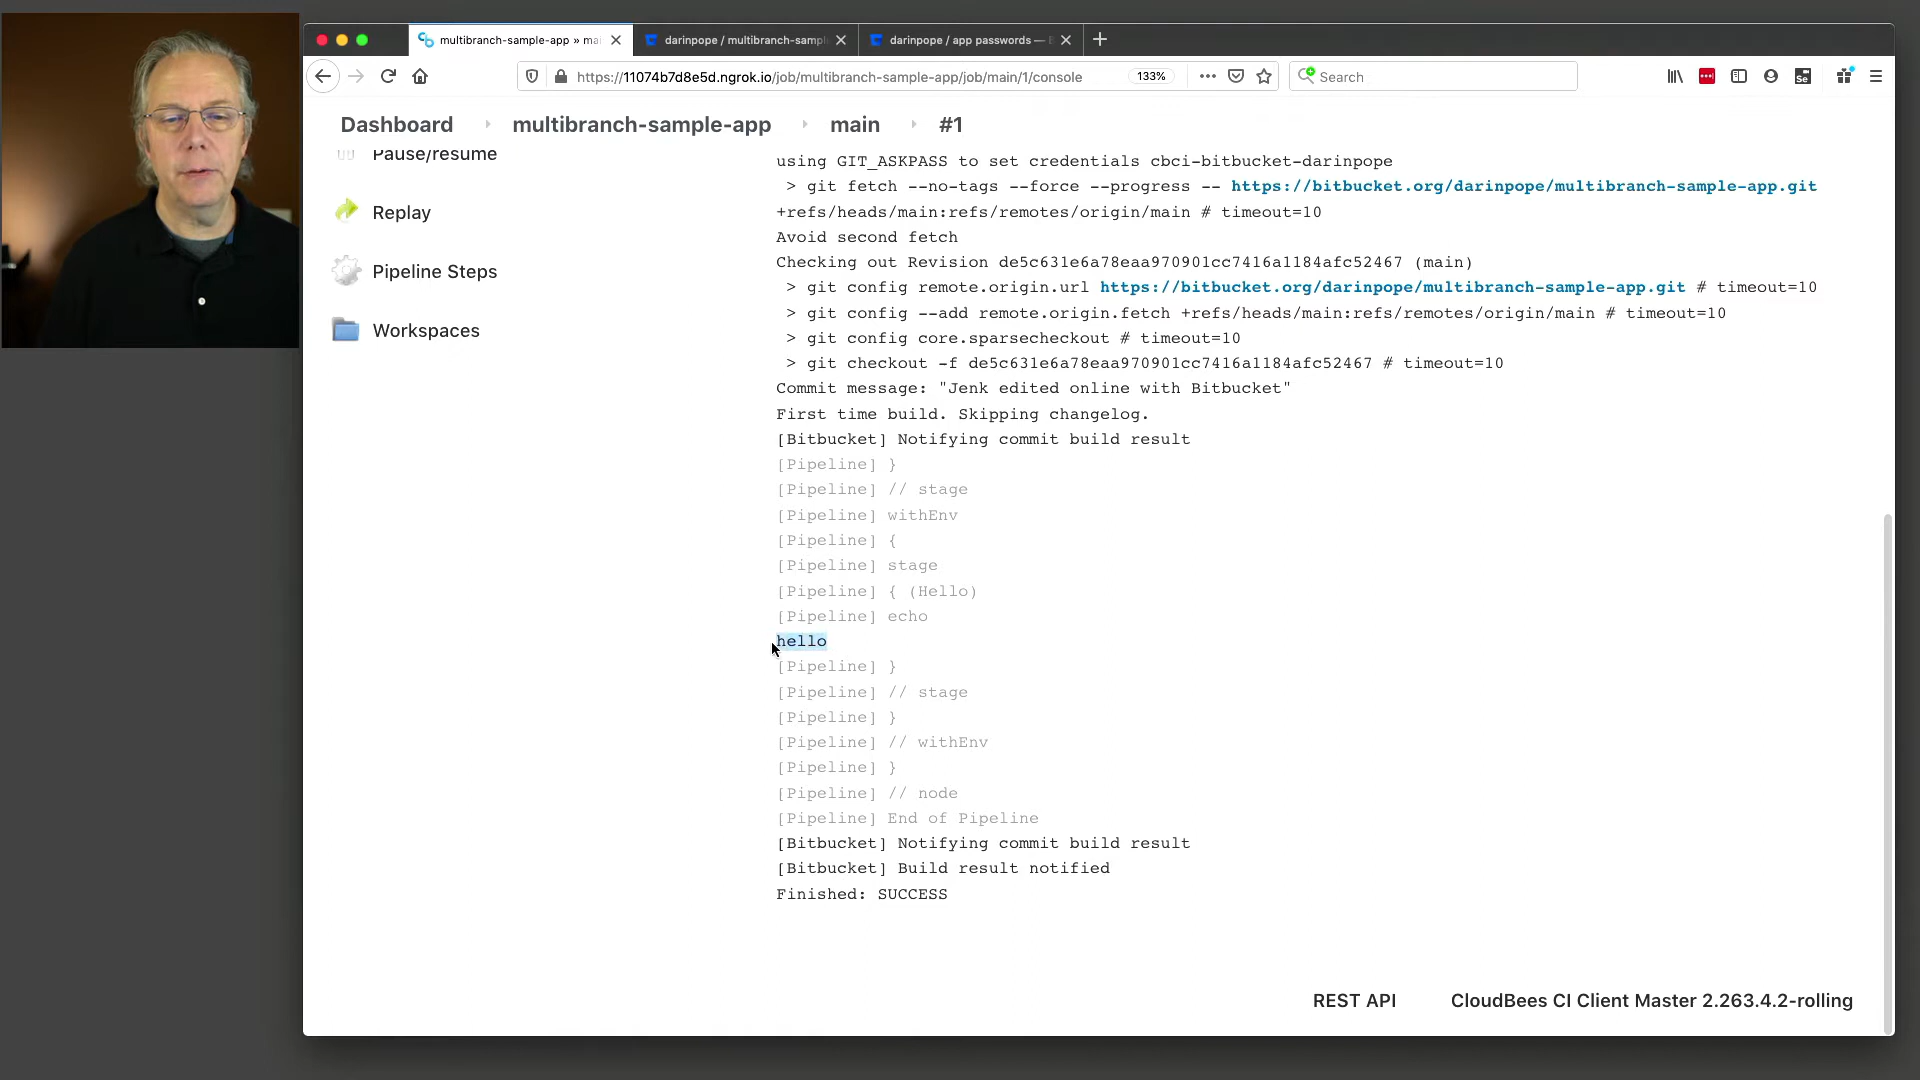 multibranch-sample-app » mai
darinpope / multibranch-sampl
darinpope / app passwords —
https://11074b7d8e5d.ngrok.io/job/multibranch-sample-app/job/main/1/console
133%
Search
Dashboard
multibranch-sample-app
main
#1
Pause/resume
Replay
Pipeline Steps
Workspaces
using GIT_ASKPASS to set credentials cbci-bitbucket-darinpope
> git fetch --no-tags --force --progress -- https://bitbucket.org/darinpope/multibranch-sample-app.git
+refs/heads/main:refs/remotes/origin/main # timeout=10
Avoid second fetch
Checking out Revision de5c631e6a78eaa970901cc7416a1184afc52467 (main)
> git config remote.origin.url https://bitbucket.org/darinpope/multibranch-sample-app.git # timeout=10
> git config --add remote.origin.fetch +refs/heads/main:refs/remotes/origin/main # timeout=10
> git config core.sparsecheckout # timeout=10
> git checkout -f de5c631e6a78eaa970901cc7416a1184afc52467 # timeout=10
Commit message: "Jenk edited online with Bitbucket"
First time build. Skipping changelog.
[Bitbucket] Notifying commit build result
[Pipeline] }
[Pipeline] // stage
[Pipeline] withEnv
[Pipeline] {
[Pipeline] stage
[Pipeline] { (Hello)
[Pipeline] echo
hello
[Pipeline] }
[Pipeline] // stage
[Pipeline] }
[Pipeline] // withEnv
[Pipeline] }
[Pipeline] // node
[Pipeline] End of Pipeline
[Bitbucket] Notifying commit build result
[Bitbucket] Build result notified
Finished: SUCCESS
REST API
CloudBees CI Client Master 2.263.4.2-rolling